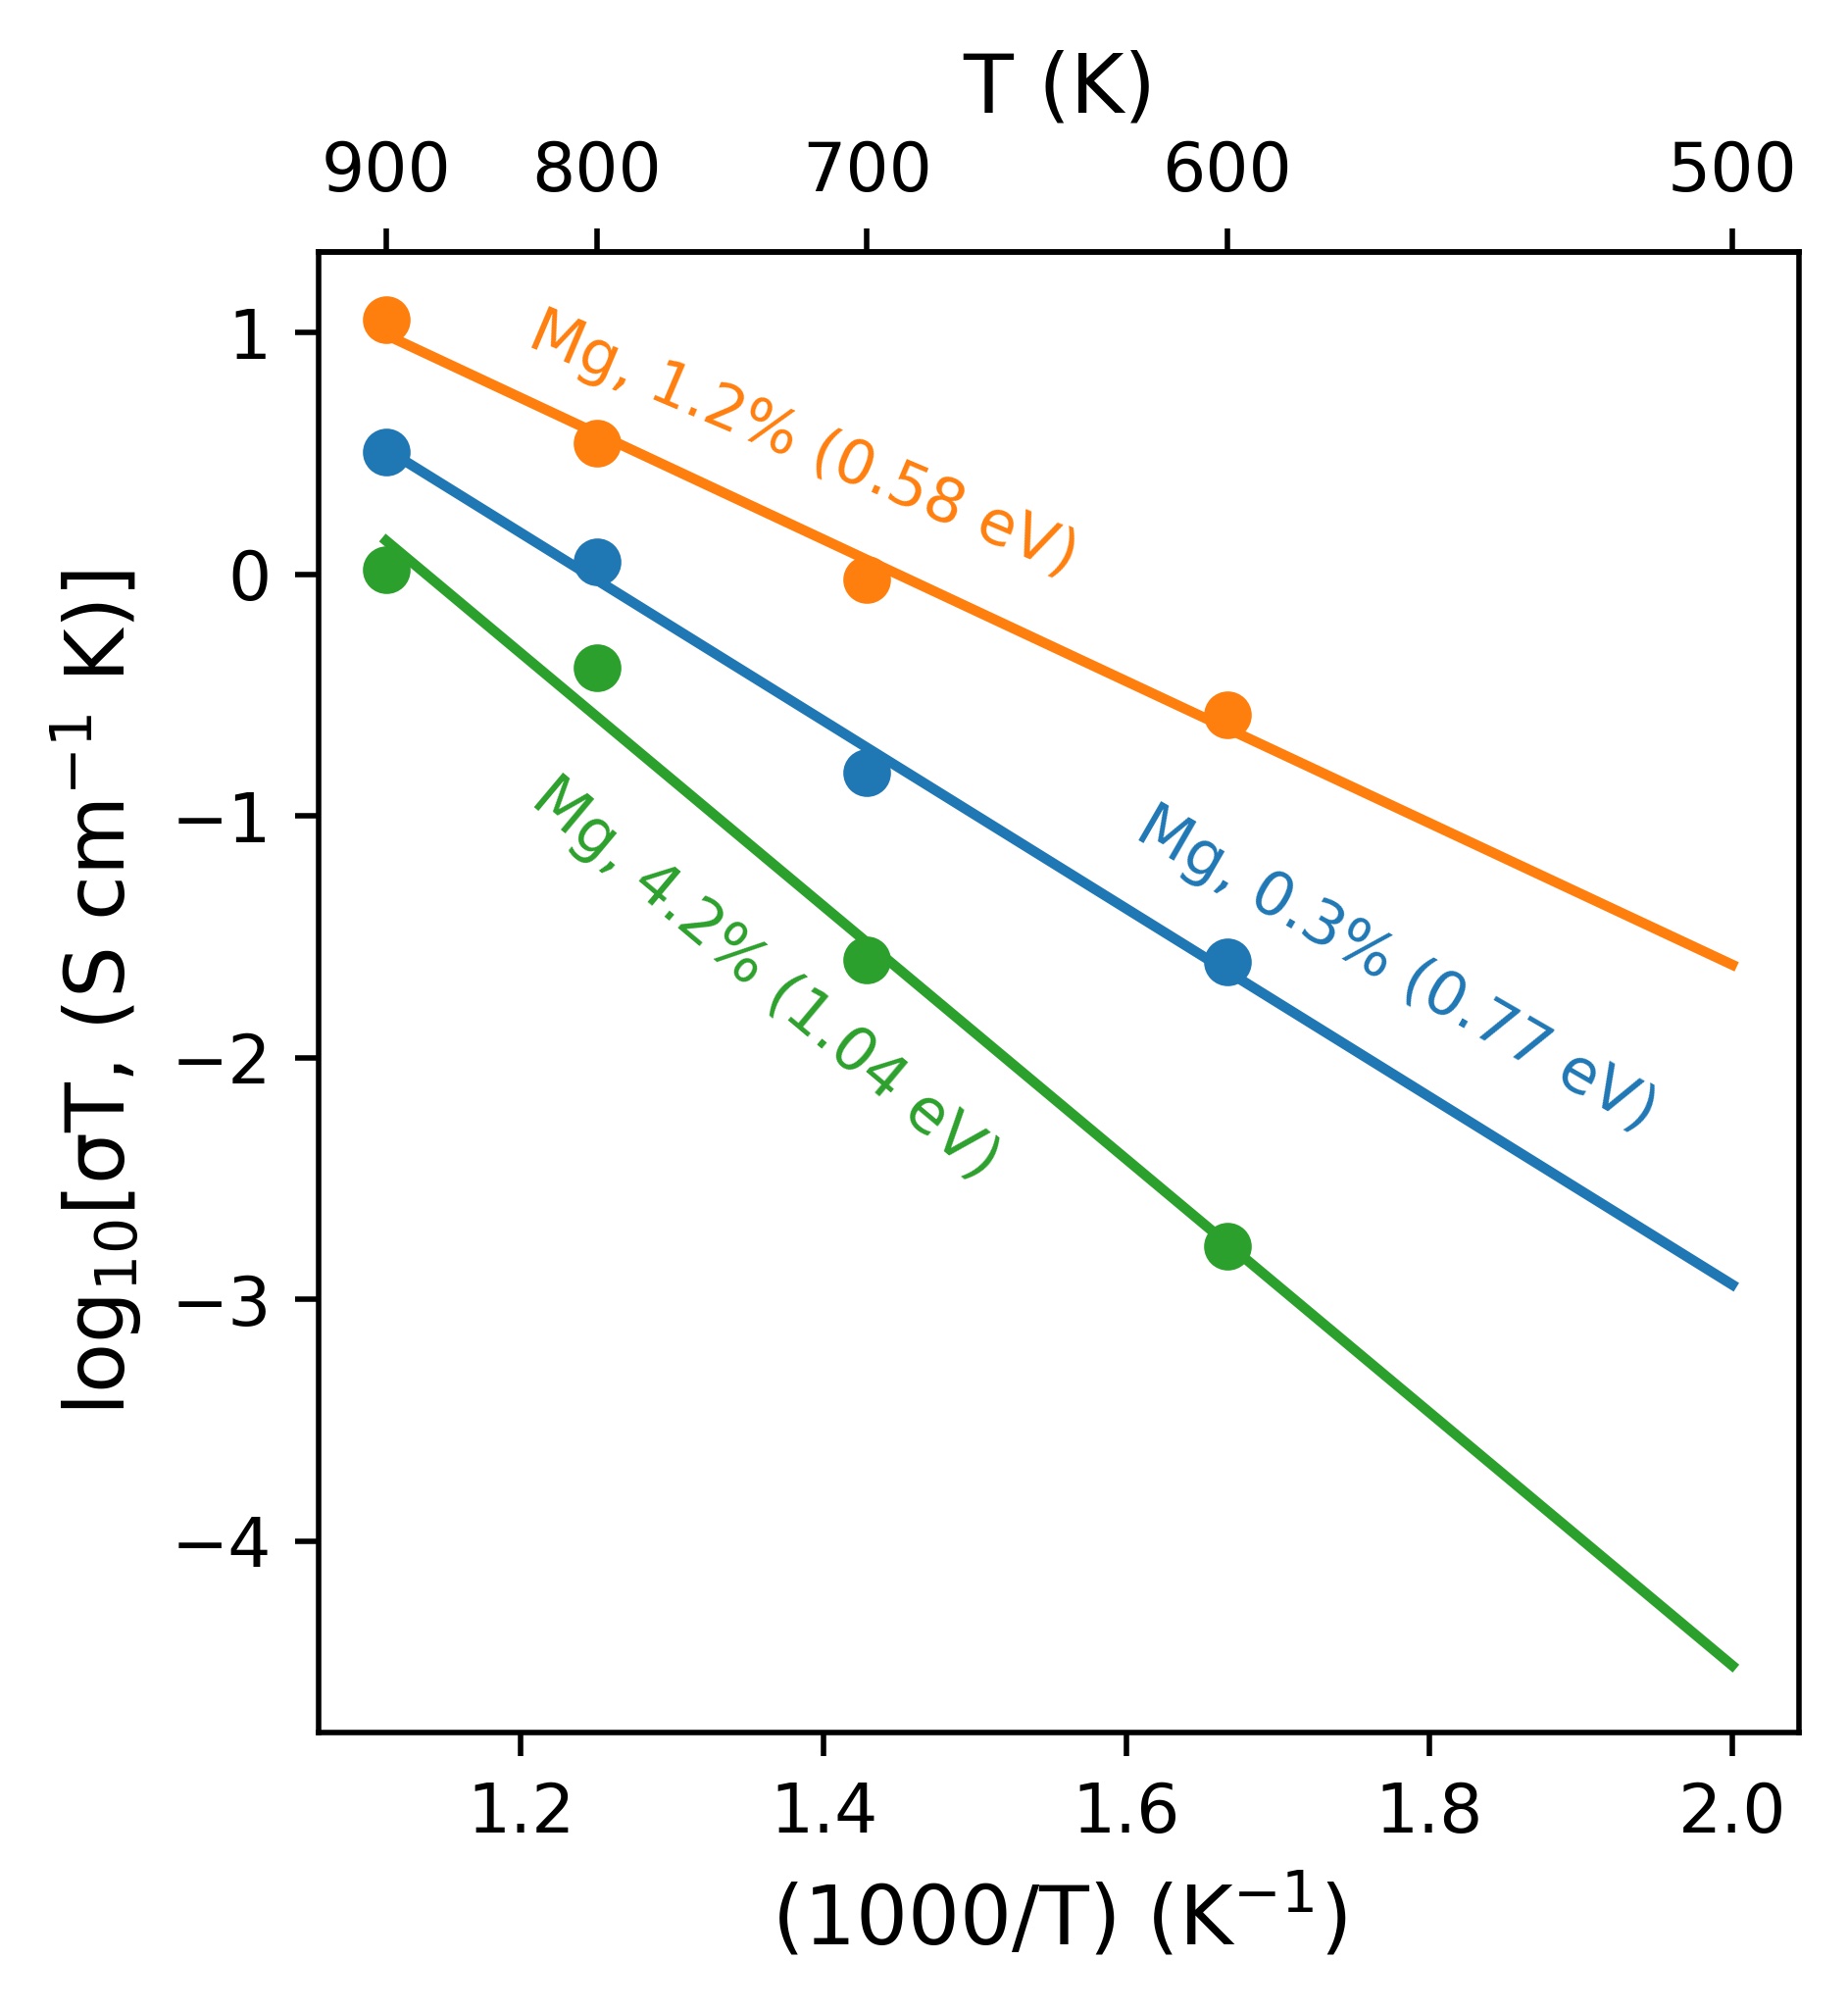 T (K)
900 800 700 600 500
log₁₀[σT, (S cm⁻¹ K)]
1
0
−1
−2
−3
−4
Mg, 1.2% (0.58 eV)
Mg, 0.3% (0.77 eV)
Mg, 4.2% (1.04 eV)
1.2 1.4 1.6 1.8 2.0
(1000/T) (K⁻¹)